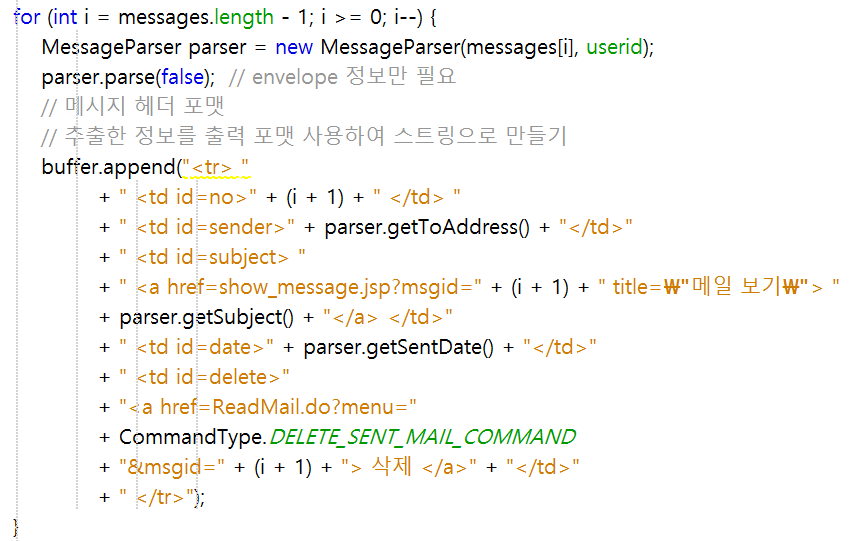 for (int i = messages.length - 1; i >= 0; i--) {
MessageParser parser = new MessageParser(messages[i], userid);
parser.parse(false);  // envelope 정보만 필요
// 메시지 헤더 포맷
// 추출한 정보를 출력 포맷 사용하여 스트링으로 만들기
buffer.append("<tr> "
+ " <td id=no>" + (i + 1) + " </td> "
+ " <td id=sender>" + parser.getToAddress() + "</td>"
+ " <td id=subject> "
+ " <a href=show_message.jsp?msgid=" + (i + 1) + " title=₩"메일 보기₩"> "
+ parser.getSubject() + "</a> </td>"
+ " <td id=date>" + parser.getSentDate() + "</td>"
+ " <td id=delete>"
+ "<a href=ReadMail.do?menu="
+ CommandType.DELETE_SENT_MAIL_COMMAND
+ "&msgid=" + (i + 1) + "> 삭제 </a>" + "</td>"
+ " </tr>");
}